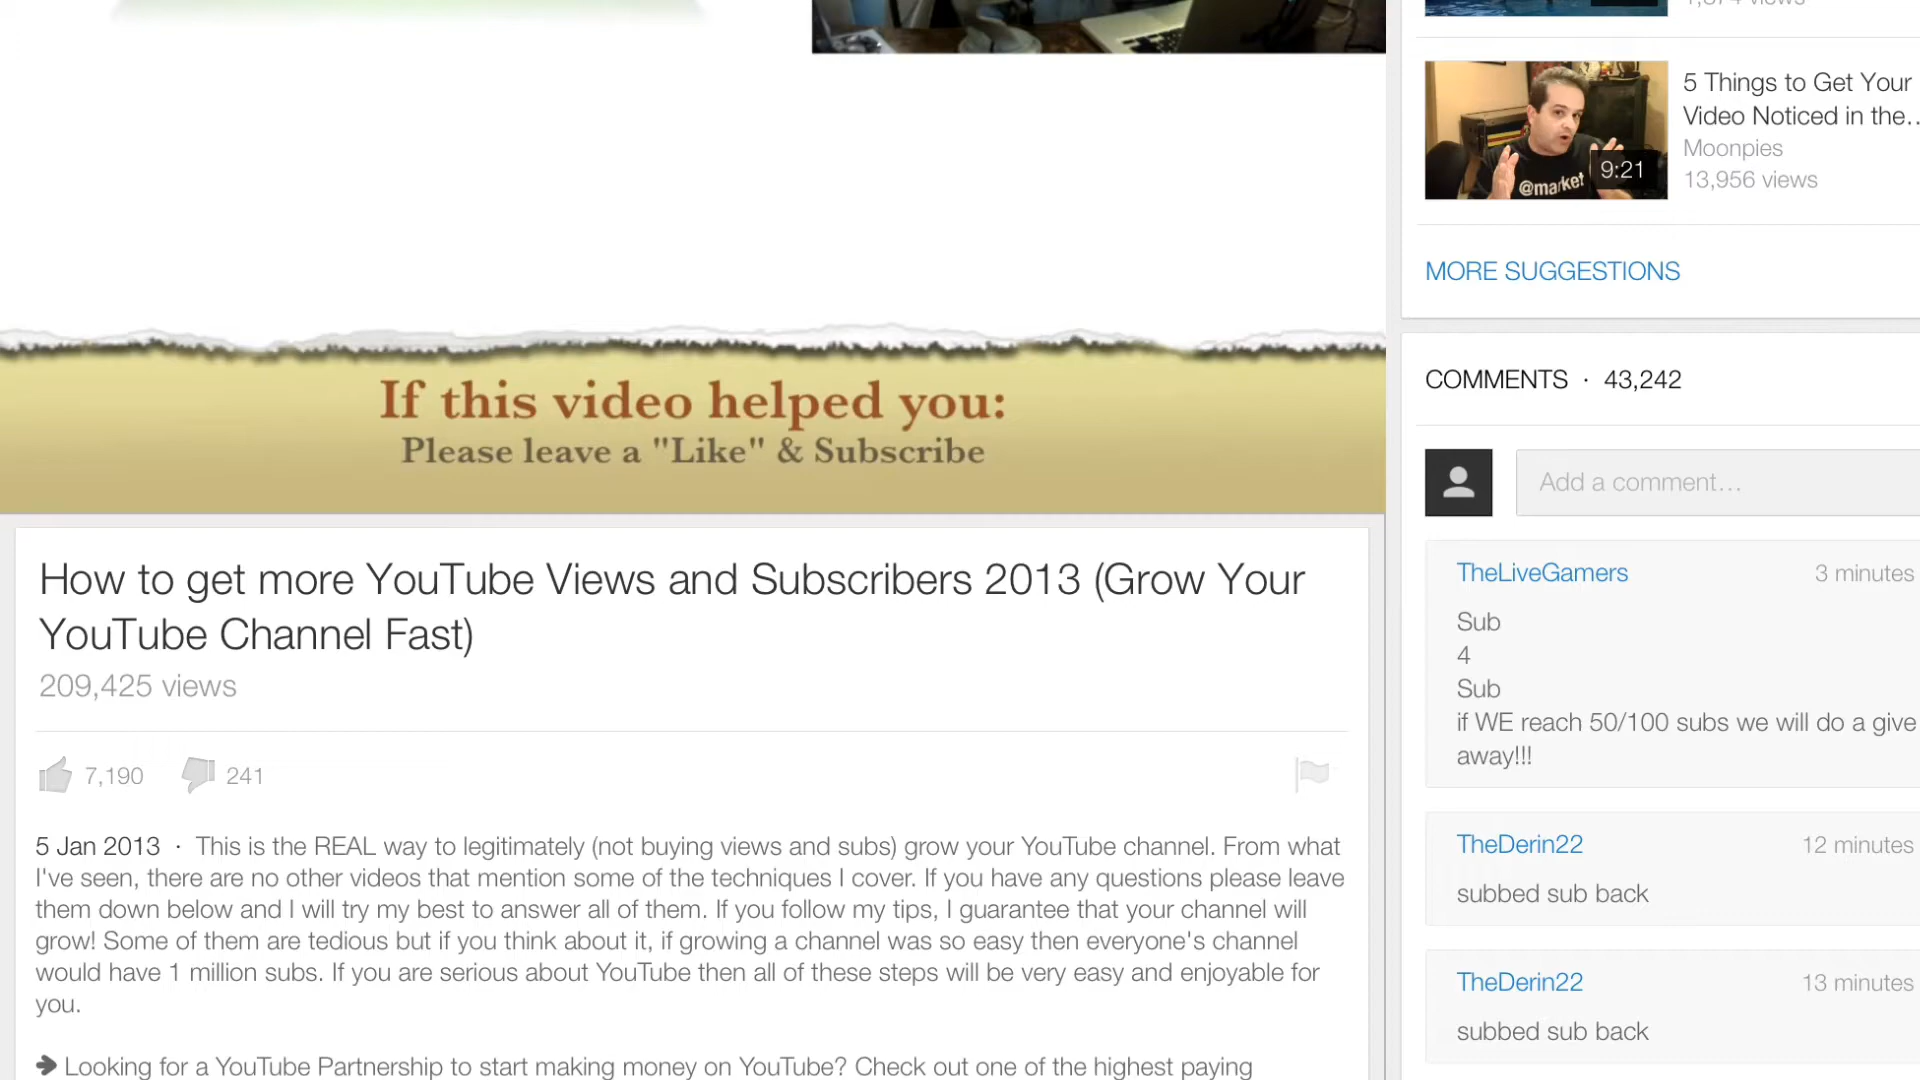 If this video helped you:
Please leave a "Like" & Subscribe
How to get more YouTube Views and Subscribers 2013 (Grow Your
YouTube Channel Fast)
209,425 views
7,190
241
5 Jan 2013 · This is the REAL way to legitimately (not buying views and subs) grow your YouTube channel. From what
I've seen, there are no other videos that mention some of the techniques I cover. If you have any questions please leave
them down below and I will try my best to answer all of them. If you follow my tips, I guarantee that your channel will
grow! Some of them are tedious but if you think about it, if growing a channel was so easy then everyone's channel
would have 1 million subs. If you are serious about YouTube then all of these steps will be very easy and enjoyable for
you.
➔ Looking for a YouTube Partnership to start making money on YouTube? Check out one of the highest paying
views
@market
9:21
5 Things to Get Your
Video Noticed in the...
Moonpies
13,956 views
MORE SUGGESTIONS
COMMENTS · 43,242
Add a comment...
TheLiveGamers 3 minutes
Sub
4
Sub
if WE reach 50/100 subs we will do a give
away!!!
TheDerin22 12 minutes
subbed sub back
TheDerin22 13 minutes
subbed sub back